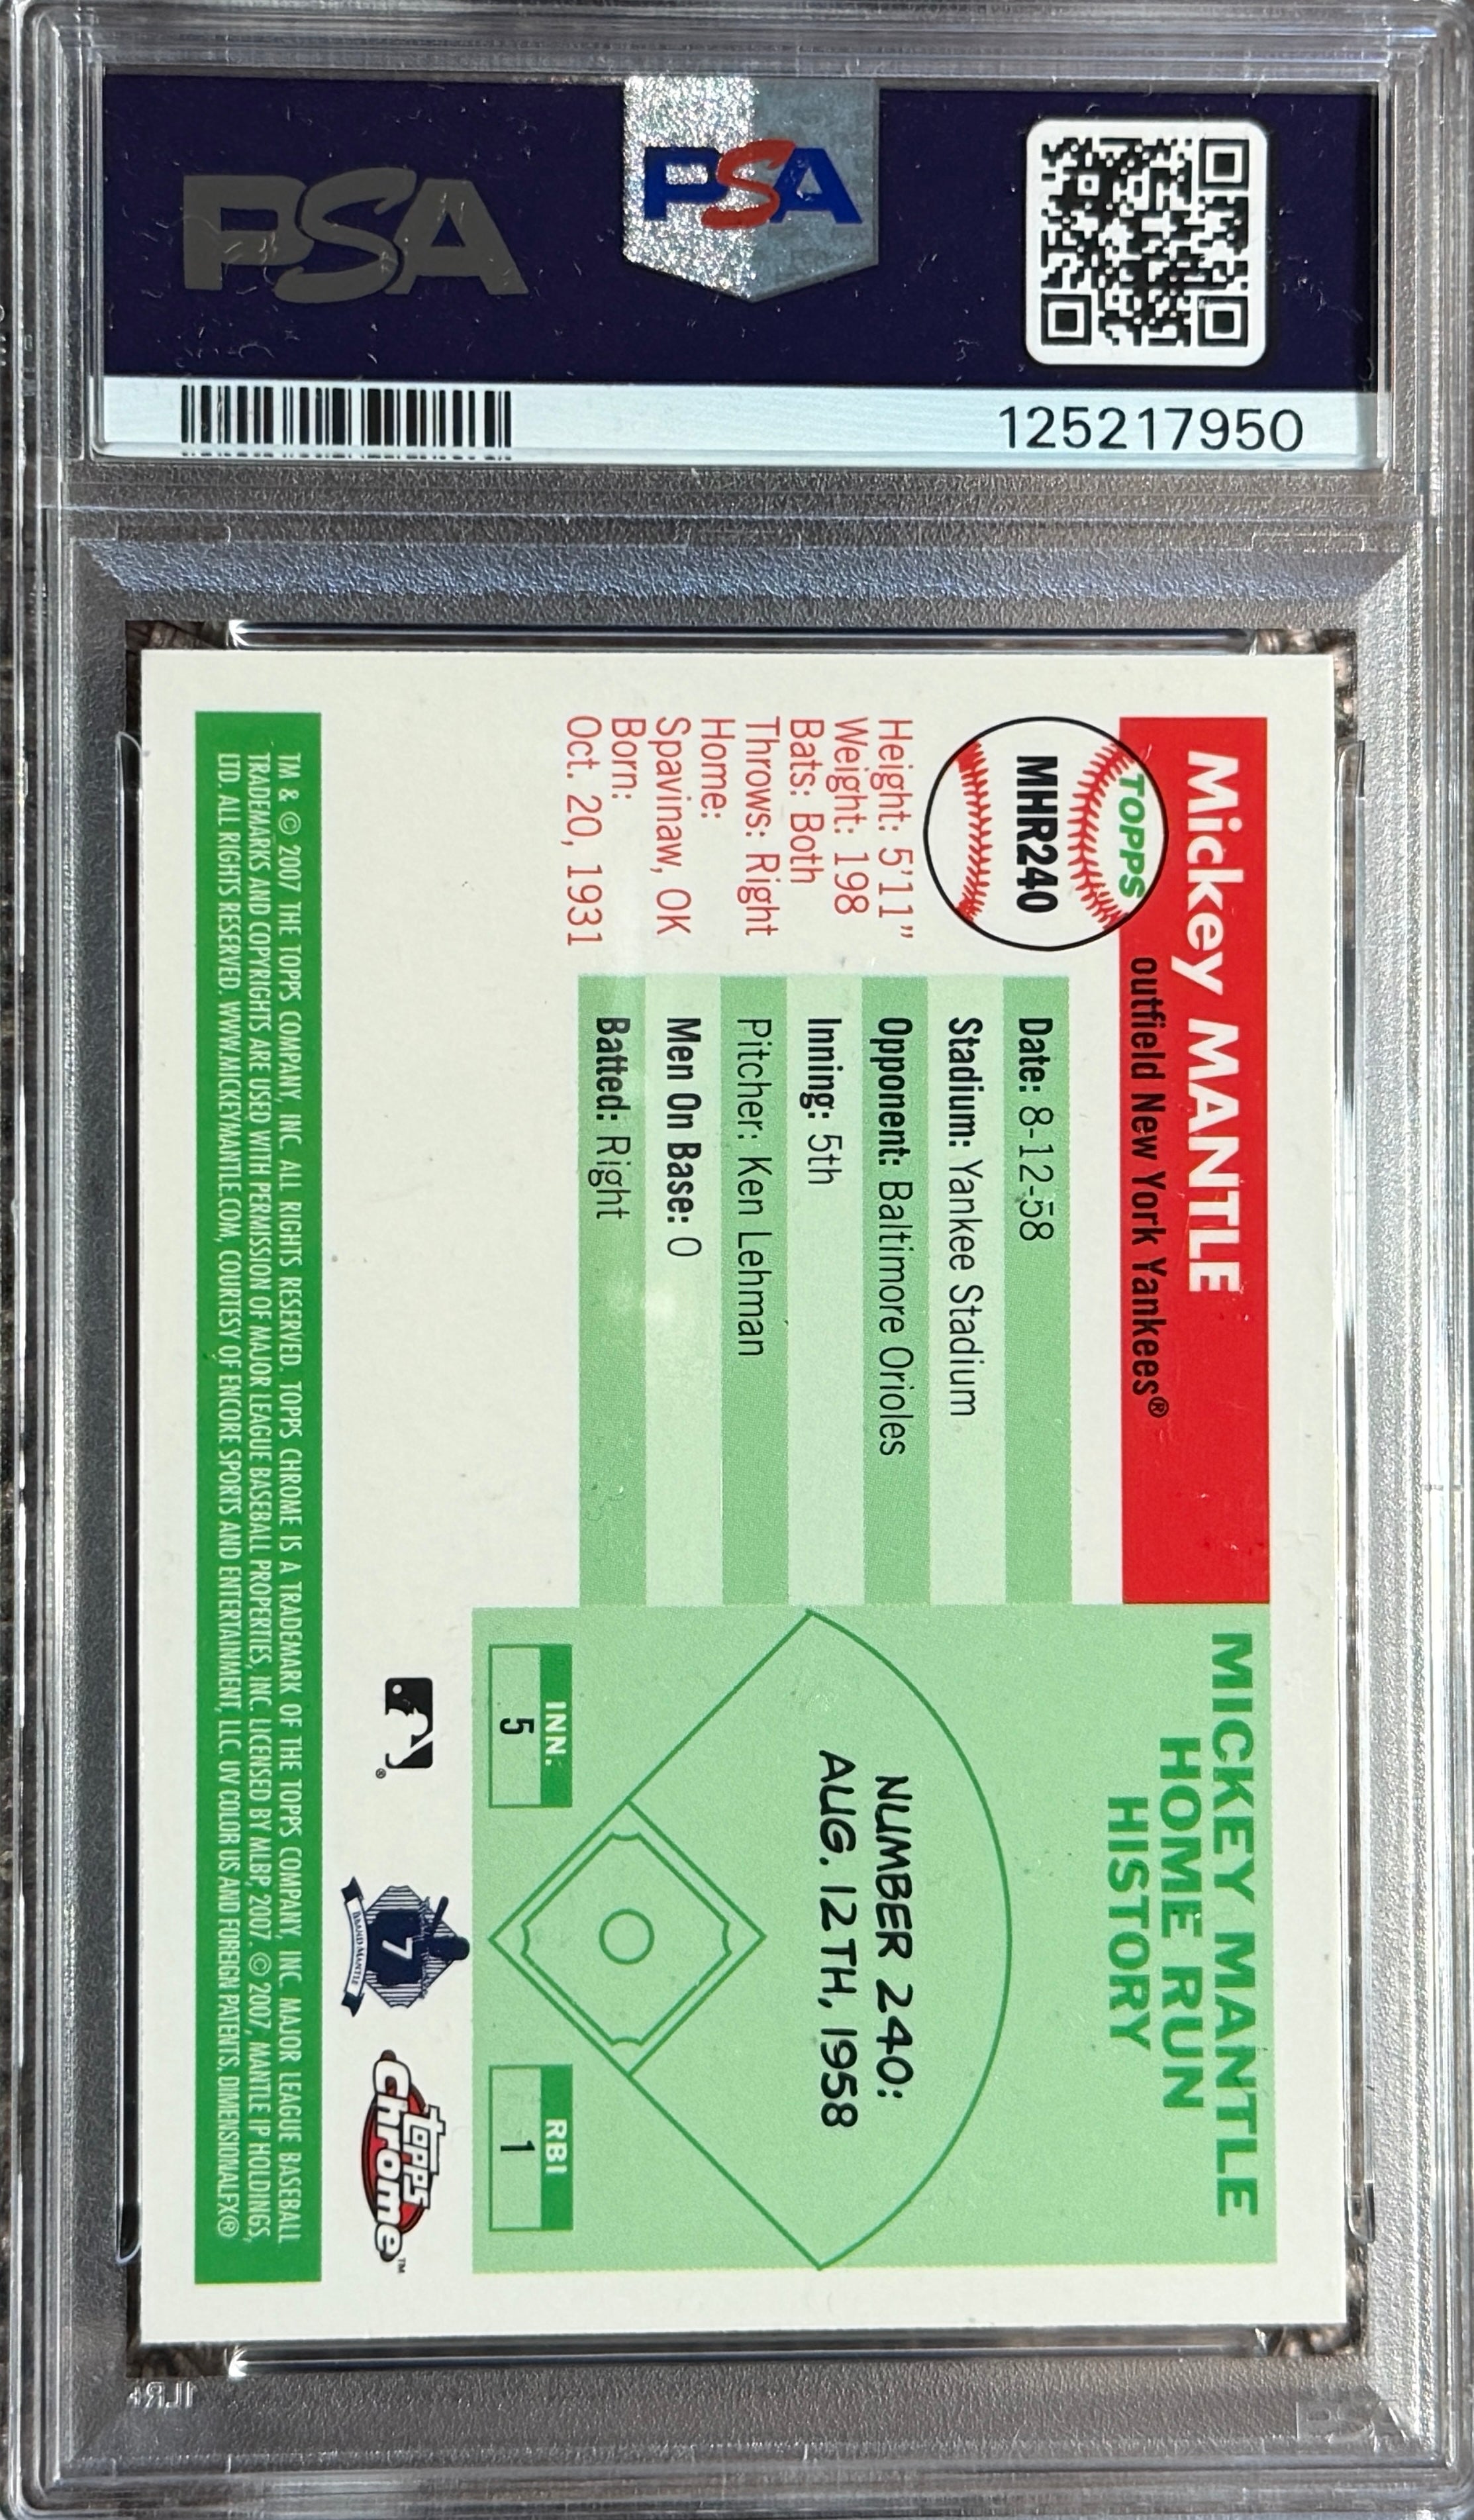 PSA
PSA
125217950
Mickey MANTLE
outfield New York Yankees®
TOPPS
MHR240
Height: 5'11"
Weight: 198
Bats: Both
Throws: Right
Home:
Spavinaw, OK
Born:
Oct. 20, 1931
Date: 8-12-58
Stadium: Yankee Stadium
Opponent: Baltimore Orioles
Inning: 5th
Pitcher: Ken Lehman
Men On Base: 0
Batted: Right
MICKEY MANTLE
HOME RUN
HISTORY
NUMBER 240:
AUG. 12TH, 1958
INN.
5
RBI
1
®
7
BRAND MANTLE
topps
Chrome™
TM & © 2007 THE TOPPS COMPANY, INC. ALL RIGHTS RESERVED. TOPPS CHROME IS A TRADEMARK OF THE TOPPS COMPANY, INC. MAJOR LEAGUE BASEBALL
TRADEMARKS AND COPYRIGHTS ARE USED WITH PERMISSION OF MAJOR LEAGUE BASEBALL PROPERTIES, INC. LICENSED BY MLBP, 2007. © 2007, MANTLE IP HOLDINGS,
LTD. ALL RIGHTS RESERVED. WWW.MICKEYMANTLE.COM, COURTESY OF ENCORE SPORTS AND ENTERTAINMENT, LLC. UV COLOR US AND FOREIGN PATENTS. DIMENSIONALFX®
PSA